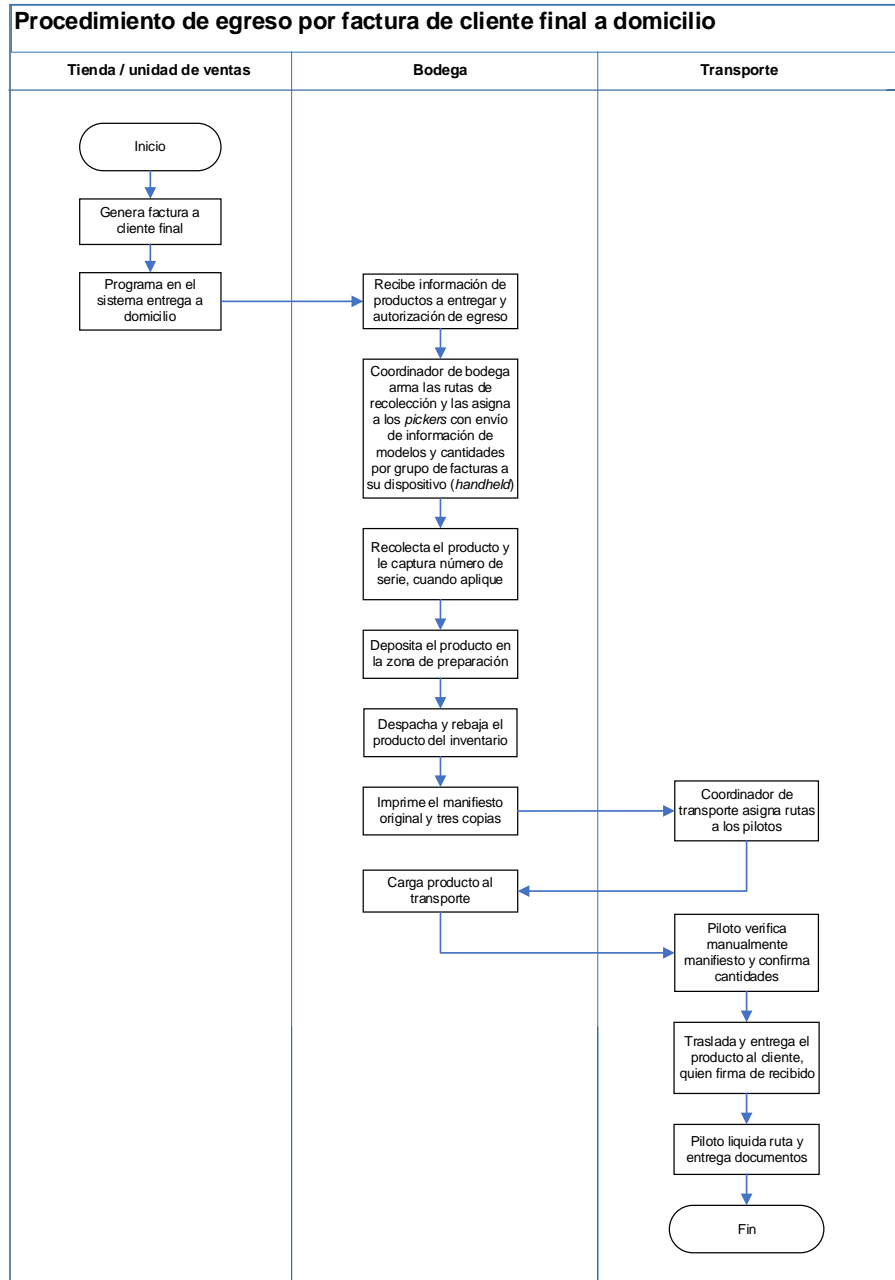 Procedimiento de egreso por factura de cliente final a domicilio
Tienda / unidad de ventas
Bodega
Transporte
Inicio
Genera factura a
cliente final
Programa en el
sistema entrega a
domicilio
Recibe información de
productos a entregar y
autorización de egreso
Coordinador de bodega
arma las rutas de
recolección y las asigna
a los pickers con envío
de información de
modelos y cantidades
por grupo de facturas a
su dispositivo (handheld)
Recolecta el producto y
le captura número de
serie, cuando aplique
Deposita el producto en
la zona de preparación
Despacha y rebaja el
producto del inventario
Imprime el manifiesto
original y tres copias
Coordinador de
transporte asigna rutas
a los pilotos
Carga producto al
transporte
Piloto verifica
manualmente
manifiesto y confirma
cantidades
Traslada y entrega el
producto al cliente,
quien firma de recibido
Piloto liquida ruta y
entrega documentos
Fin